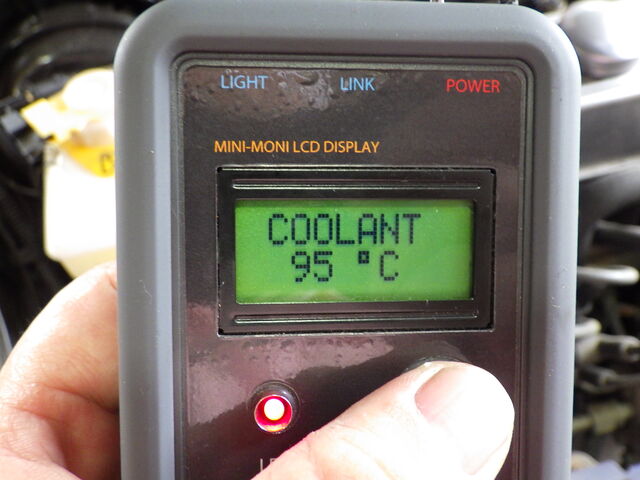 LIGHT LINK POWER
MINI-MONI LCD DISPLAY
COOLANT
95 °C